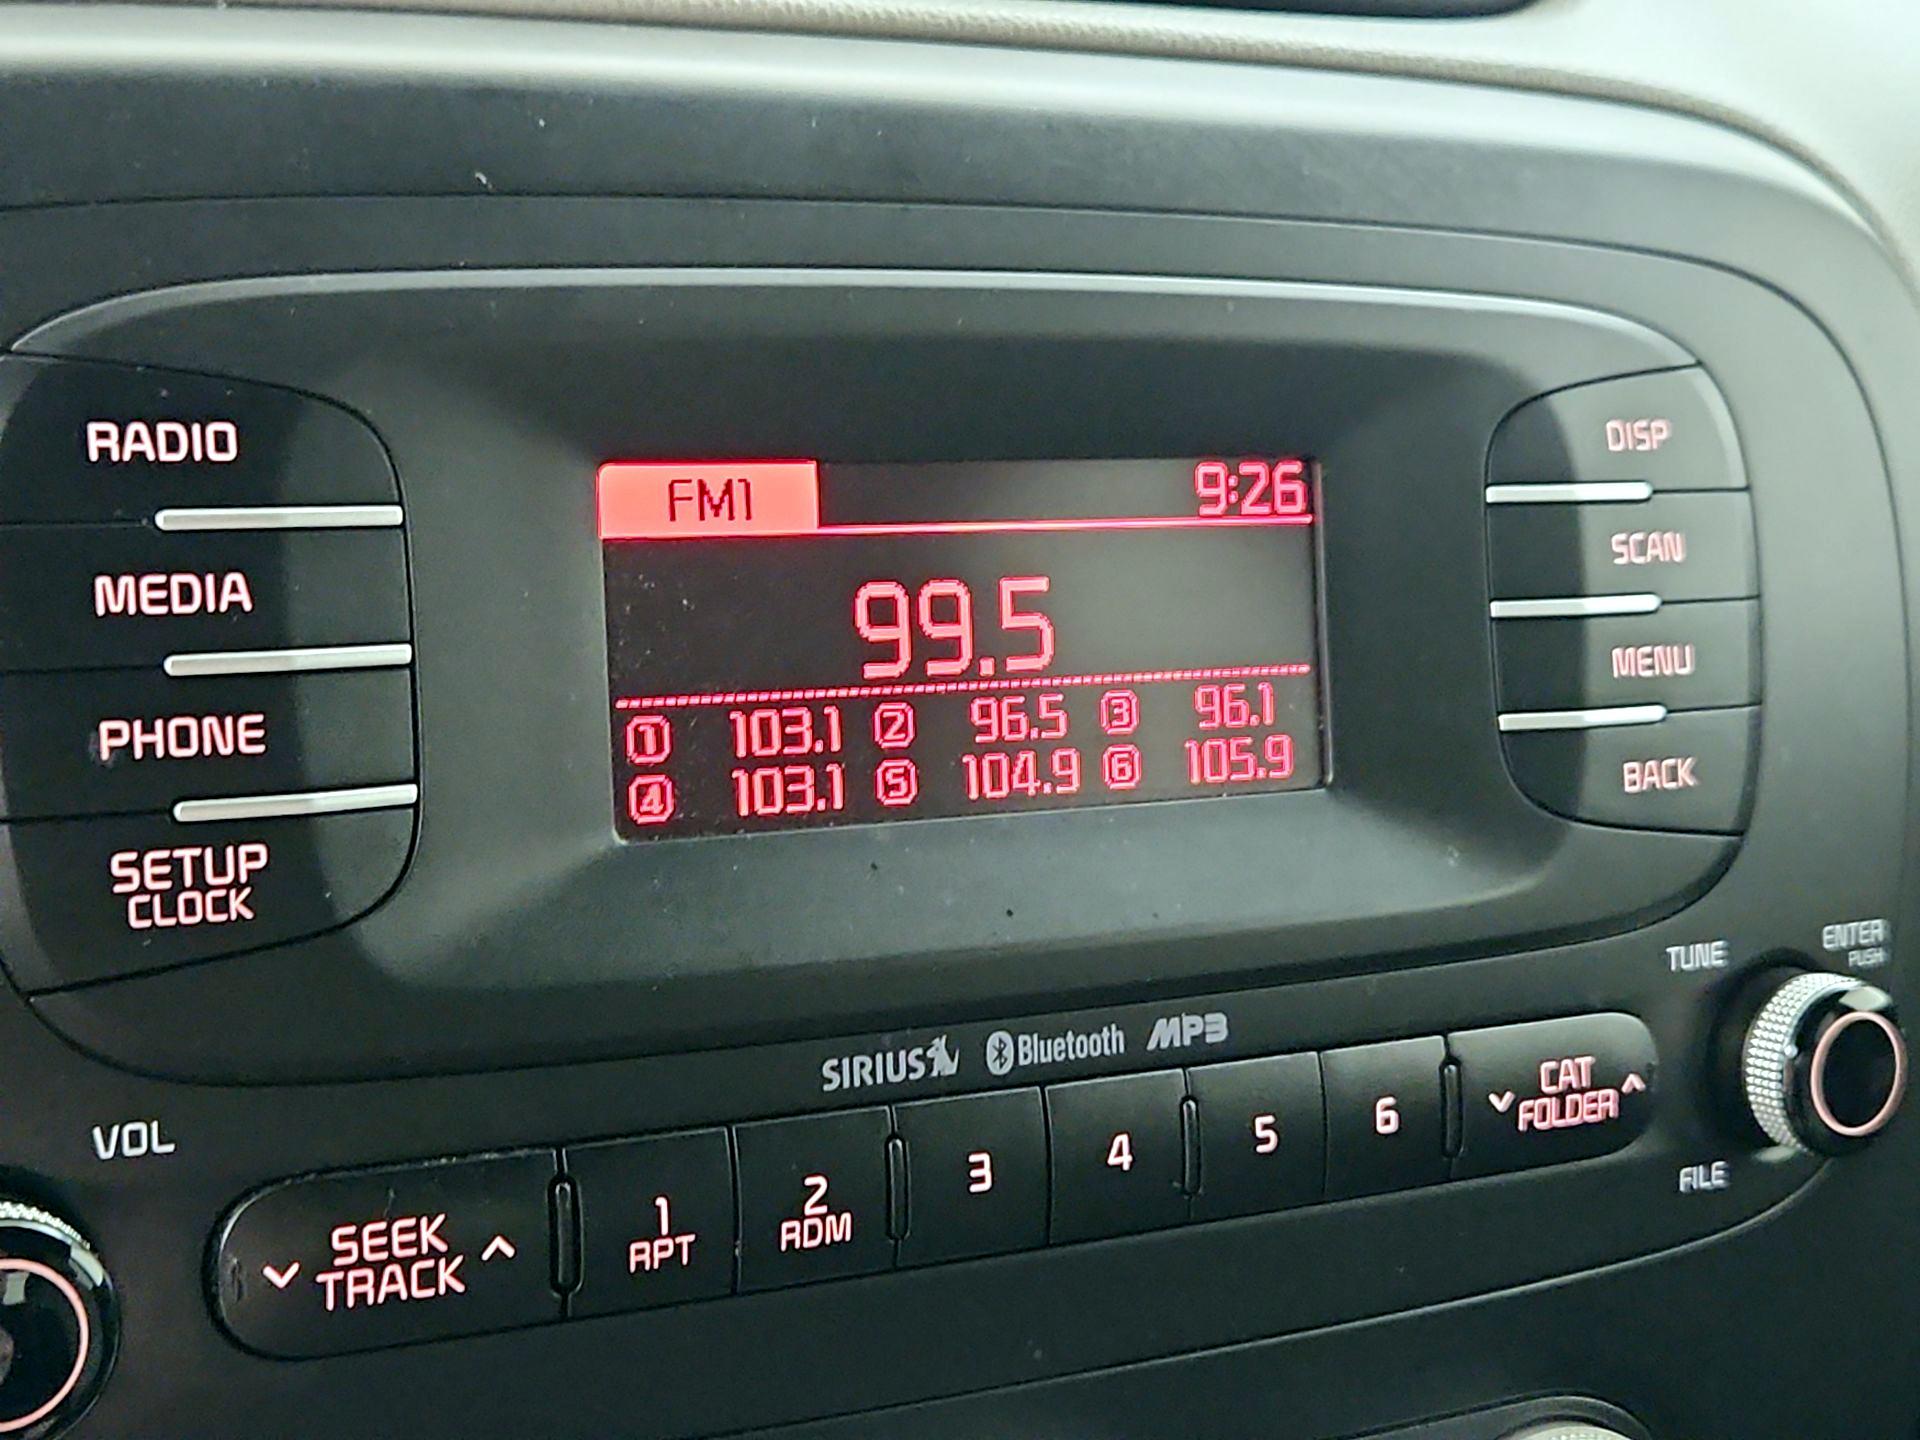 RADIO
MEDIA
PHONE
SETUP
CLOCK
FM1 9:26
99.5
1 103.1 2 96.5 3 96.1
4 103.1 5 104.9 6 105.9
DISP
SCAN
MENU
BACK
TUNE
ENTER
PUSH
FILE
SIRIUS Bluetooth MP3
VOL
SEEK
TRACK
1
RPT
2
RDM
3
4
5
6
CAT
FOLDER